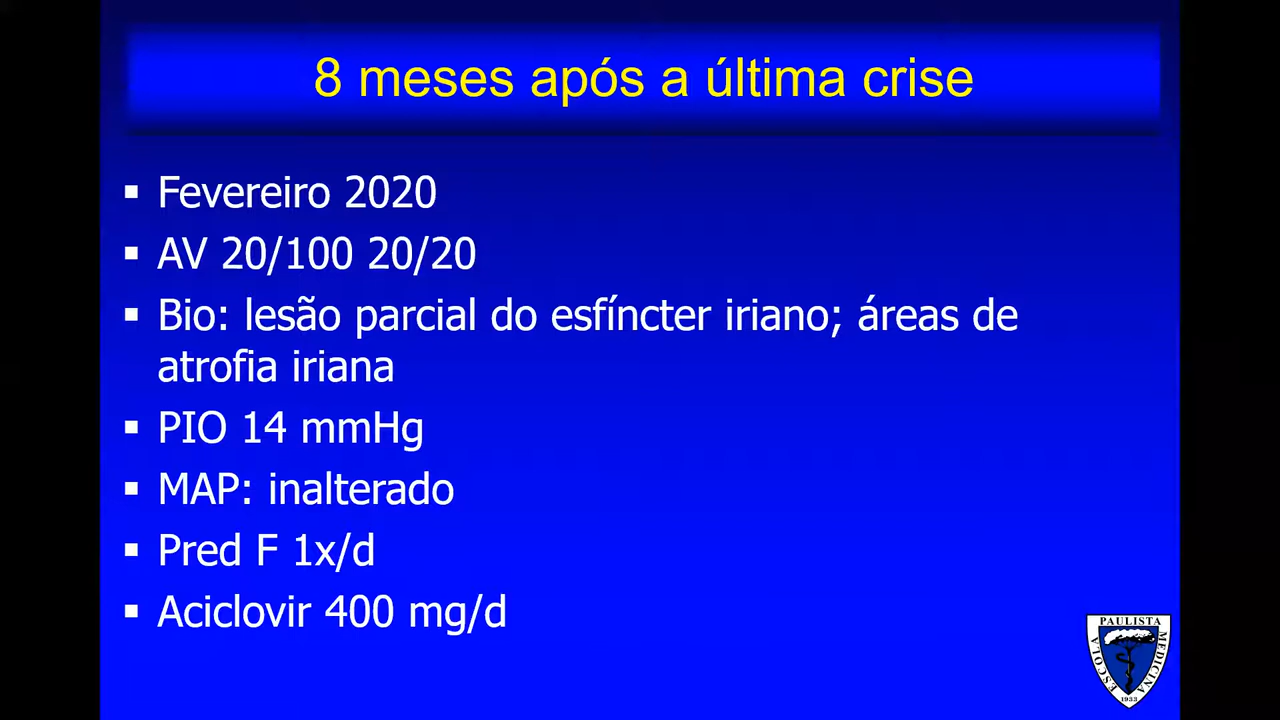 8 meses após a última crise
▪ Fevereiro 2020
▪ AV 20/100 20/20
▪ Bio: lesão parcial do esfíncter iriano; áreas de
atrofia iriana
▪ PIO 14 mmHg
▪ MAP: inalterado
▪ Pred F 1x/d
▪ Aciclovir 400 mg/d
ESCOLA PAULISTA MEDICINA
1933